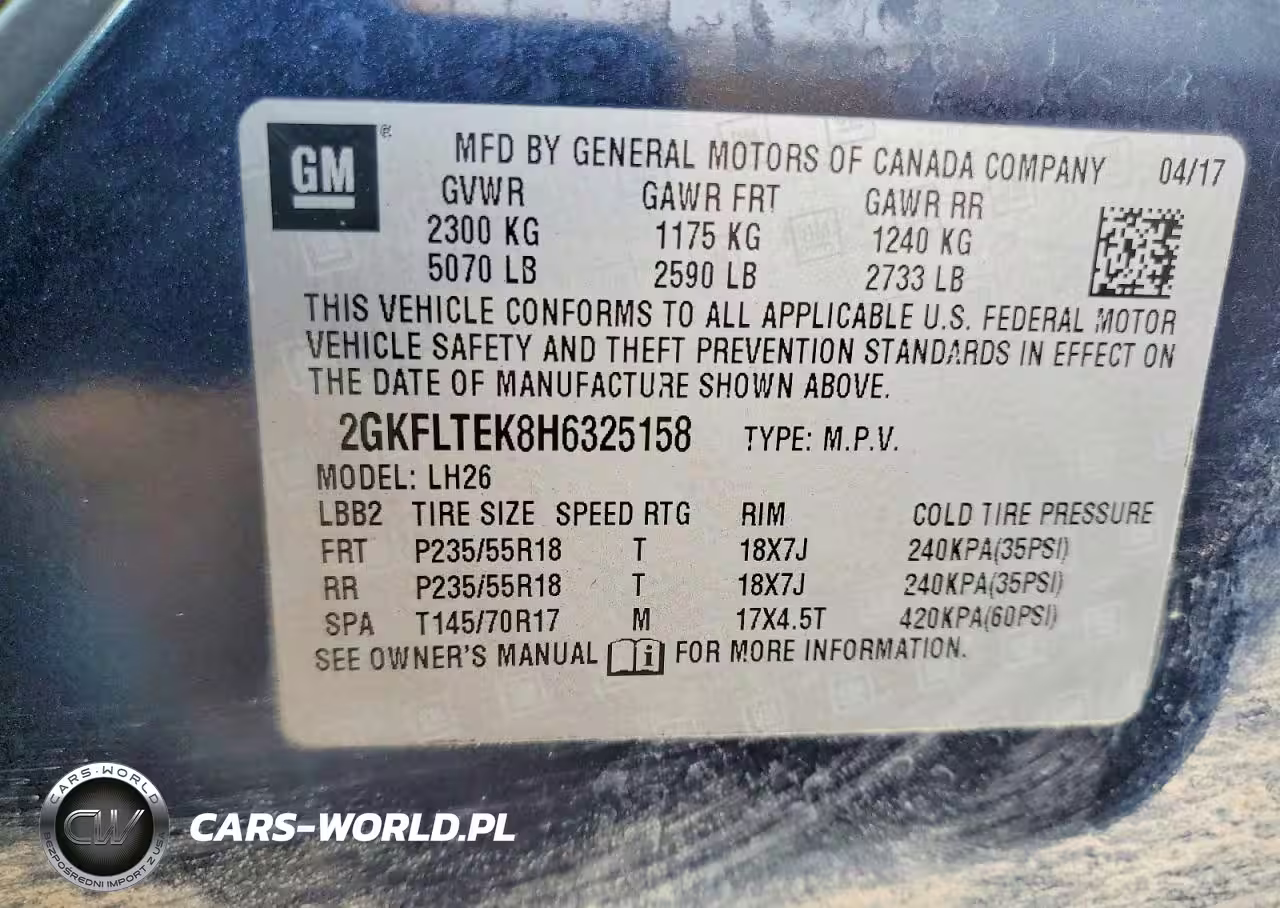 GM
MFD BY GENERAL MOTORS OF CANADA COMPANY 04/17
GVWR GAWR FRT GAWR RR
2300 KG 1175 KG 1240 KG
5070 LB 2590 LB 2733 LB
THIS VEHICLE CONFORMS TO ALL APPLICABLE U.S. FEDERAL MOTOR
VEHICLE SAFETY AND THEFT PREVENTION STANDARDS IN EFFECT ON
THE DATE OF MANUFACTURE SHOWN ABOVE.
2GKFLTEK8H6325158 TYPE: M.P.V.
MODEL: LH26
LBB2 TIRE SIZE SPEED RTG RIM COLD TIRE PRESSURE
FRT P235/55R18 T 18X7J 240KPA(35PSI)
RR P235/55R18 T 18X7J 240KPA(35PSI)
SPA T145/70R17 M 17X4.5T 420KPA(60PSI)
SEE OWNER'S MANUAL FOR MORE INFORMATION.
CARS-WORLD
CW
BEZPOŚREDNI IMPORT Z USA
CARS-WORLD.PL